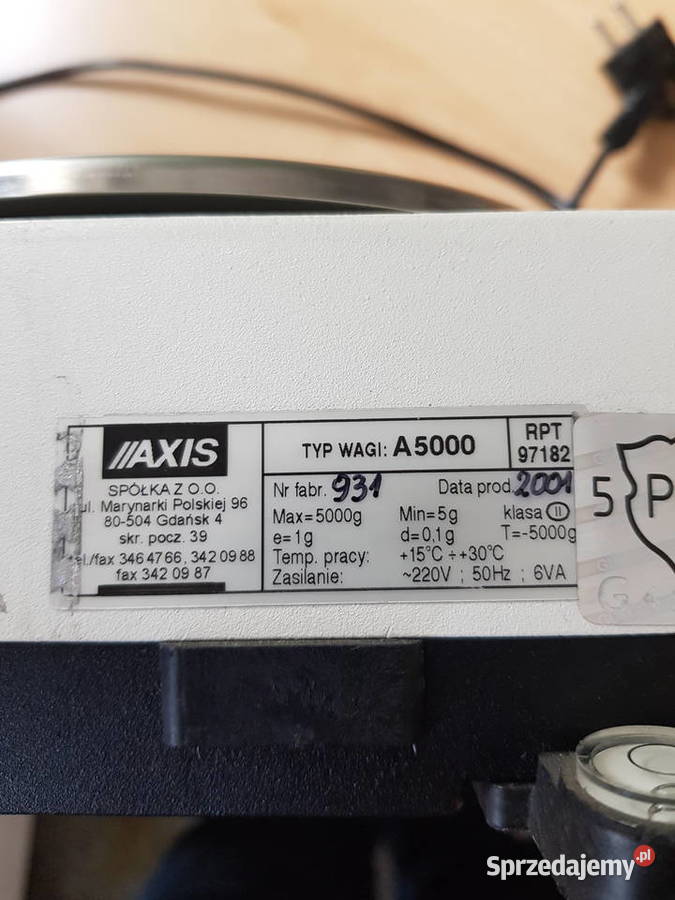 //AXIS
SPÓŁKA Z O.O.
ul. Marynarki Polskiej 96
80-504 Gdańsk 4
skr. pocz. 39
tel./fax 346 47 66, 342 09 88
fax 342 09 87
TYP WAGI: A5000
RPT
97182
Nr fabr. 931 Data prod. 2001
Max=5000g Min=5g klasa II
e=1g d=0,1g T=-5000g
Temp. pracy: +15°C ÷+30°C
Zasilanie: ~220V ; 50Hz ; 6VA
5 P
G
Sprzedajemy.pl